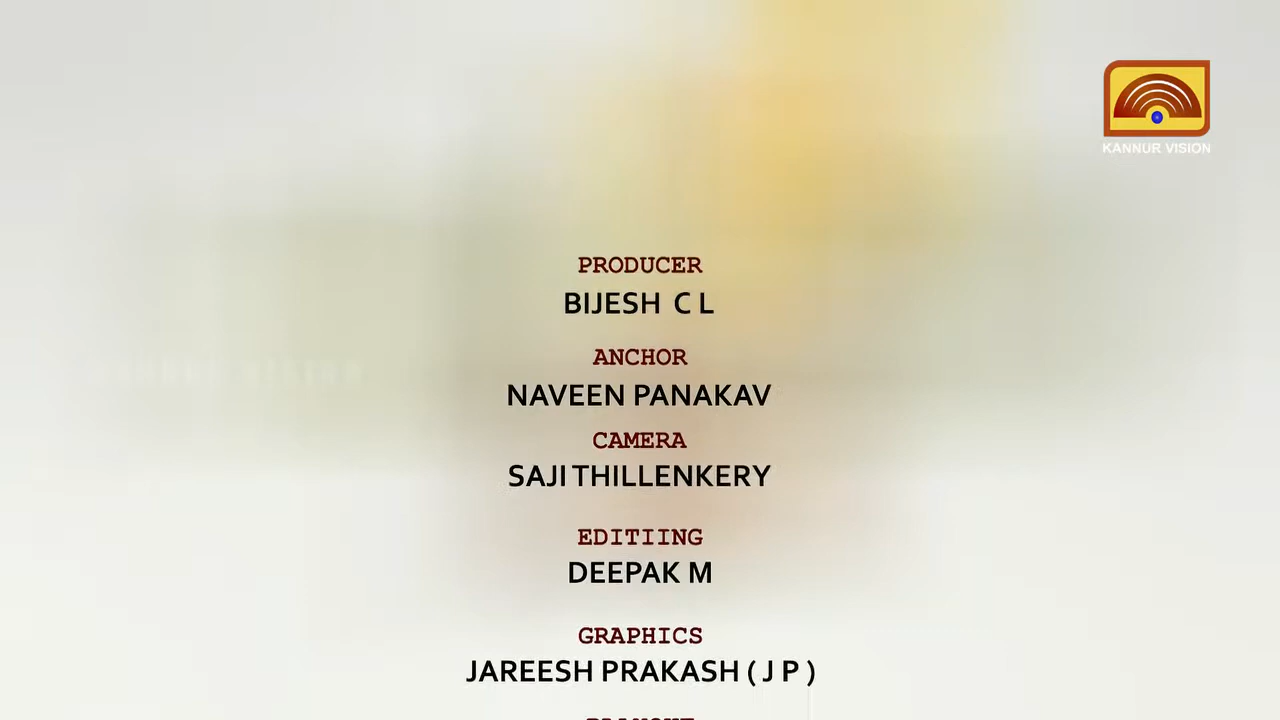 KANNUR VISION
PRODUCER
BIJESH C L
ANCHOR
NAVEEN PANAKAV
CAMERA
SAJI THILLENKERY
EDITIING
DEEPAK M
GRAPHICS
JAREESH PRAKASH ( J P )